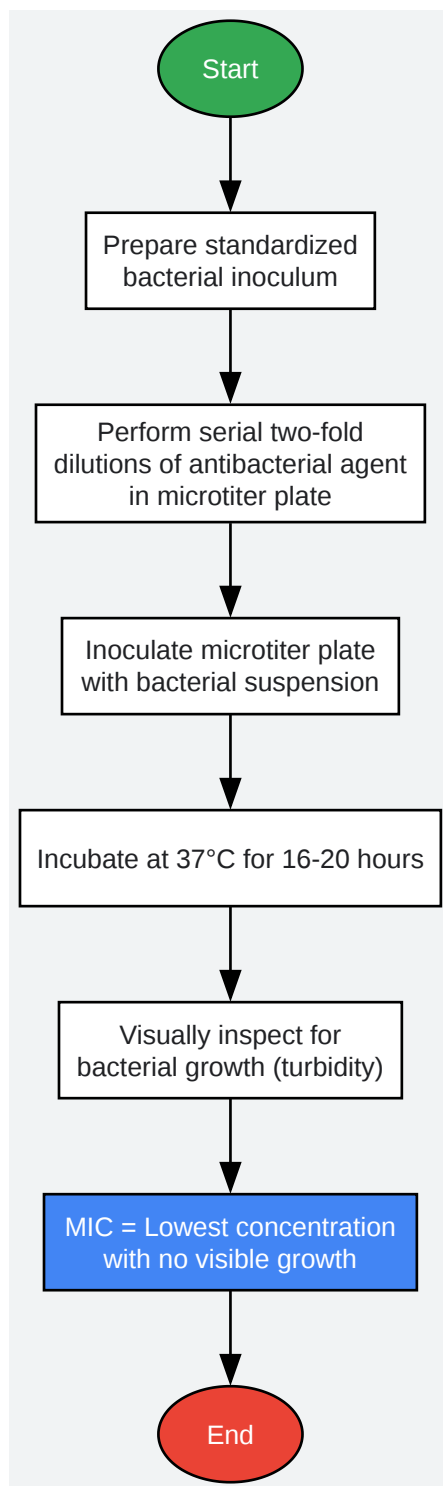 Start
Prepare standardized
bacterial inoculum
Perform serial two-fold
dilutions of antibacterial agent
in microtiter plate
Inoculate microtiter plate
with bacterial suspension
Incubate at 37°C for 16-20 hours
Visually inspect for
bacterial growth (turbidity)
MIC = Lowest concentration
with no visible growth
End